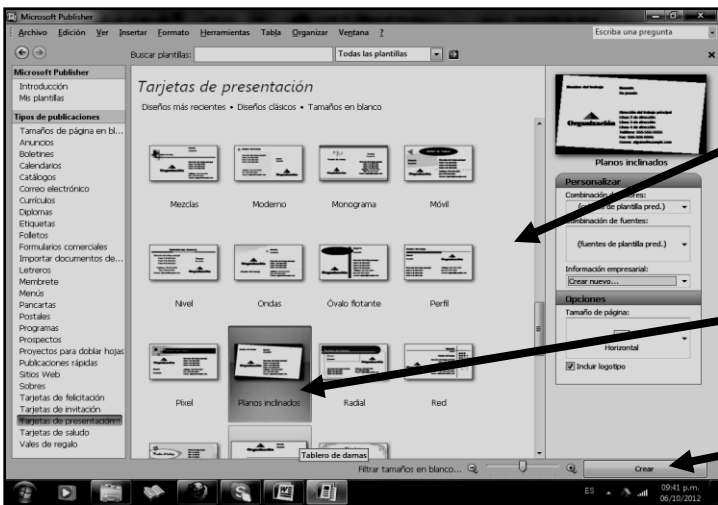 Microsoft Publisher
Archivo Edición Ver Insertar Formato Herramientas Tabla Organizar Ventana ?
Escriba una pregunta
Buscar plantillas:
Todas las plantillas
Microsoft Publisher
Introducción
Mis plantillas
Tipos de publicaciones
Tamaños de página en bl...
Anuncios
Boletines
Calendarios
Catálogos
Correo electrónico
Currículos
Diplomas
Etiquetas
Folletos
Formularios comerciales
Importar documentos de...
Letreros
Membrete
Menús
Pancartas
Postales
Programas
Prospectos
Proyectos para doblar hojas
Publicaciones rápidas
Sitios Web
Sobres
Tarjetas de felicitación
Tarjetas de invitación
Tarjetas de presentación
Tarjetas de saludo
Vales de regalo
Tarjetas de presentación
Diseños más recientes • Diseños clásicos • Tamaños en blanco
Mezclas Moderno Monograma Móvil
Nivel Ondas Óvalo flotante Perfil
Píxel Planos inclinados Radial Red
Tablero de damas
Filtrar tamaños en blanco...
Organización
Planos inclinados
Personalizar
Combinación de
(de plantilla pred.)
Combinación de fuentes:
(fuentes de plantilla pred.)
Información empresarial:
Crear nuevo...
Opciones
Tamaño de página:
Horizontal
Incluir logotipo
Crear
ES
09:41 p.m.
06/10/2012